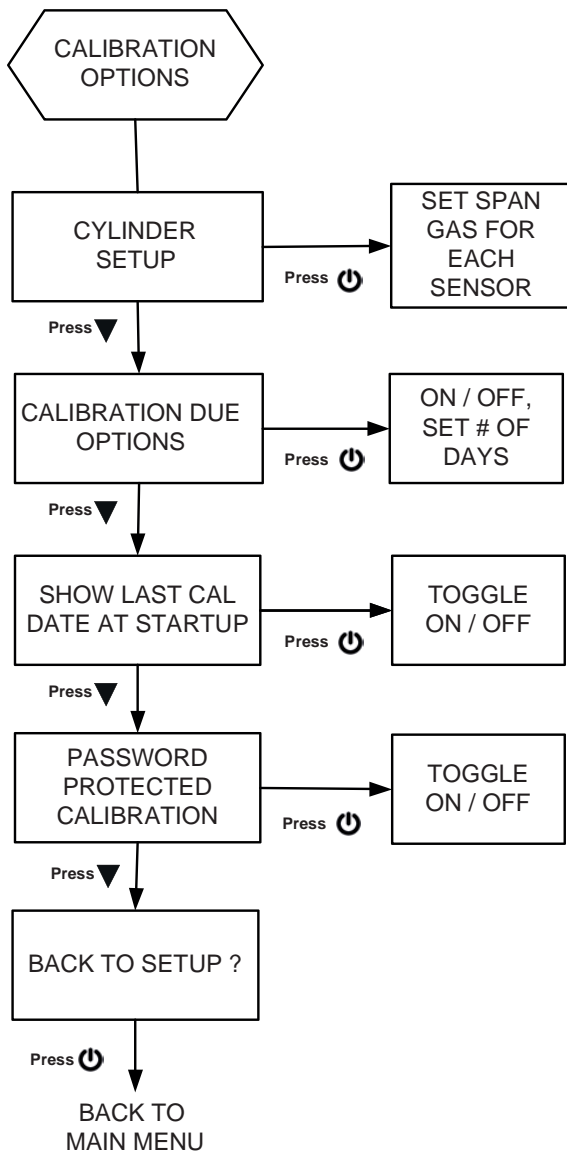 CALIBRATION
OPTIONS
CYLINDER
SETUP
Press
SET SPAN
GAS FOR
EACH
SENSOR
Press
CALIBRATION DUE
OPTIONS
Press
ON / OFF,
SET # OF
DAYS
Press
SHOW LAST CAL
DATE AT STARTUP
Press
TOGGLE
ON / OFF
Press
PASSWORD
PROTECTED
CALIBRATION
Press
TOGGLE
ON / OFF
Press
BACK TO SETUP ?
Press
BACK TO
MAIN MENU